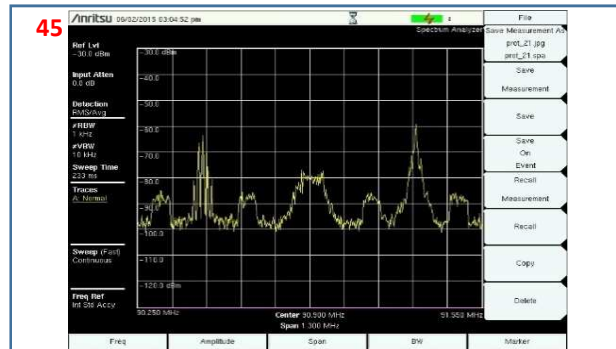 45
Anritsu 06/02/2015 03:04:52 pm
Spectrum Analyzer
Ref Lvl
-30.0 dBm
Input Atten
0.0 dB
Detection
RMS/Avg
#RBW
1 kHz
#VBW
10 kHz
Sweep Time
233 ms
Traces
A: Normal
Sweep (Fast)
Continuous
Freq Ref
Int Std Accy
-30.0 dBm
-40.0
-50.0
-60.0
-70.0
-80.0
-90.0
-100.0
-110.0
-120.0 dBm
90.250 MHz
Center 90.900 MHz
91.550 MHz
Span 1.300 MHz
File
Save Measurement As
prot_21.jpg
prot_21.spa
Save
Measurement
Save
Save
On
Event
Recall
Measurement
Recall
Copy
Delete
Freq
Amplitude
Span
BW
Marker